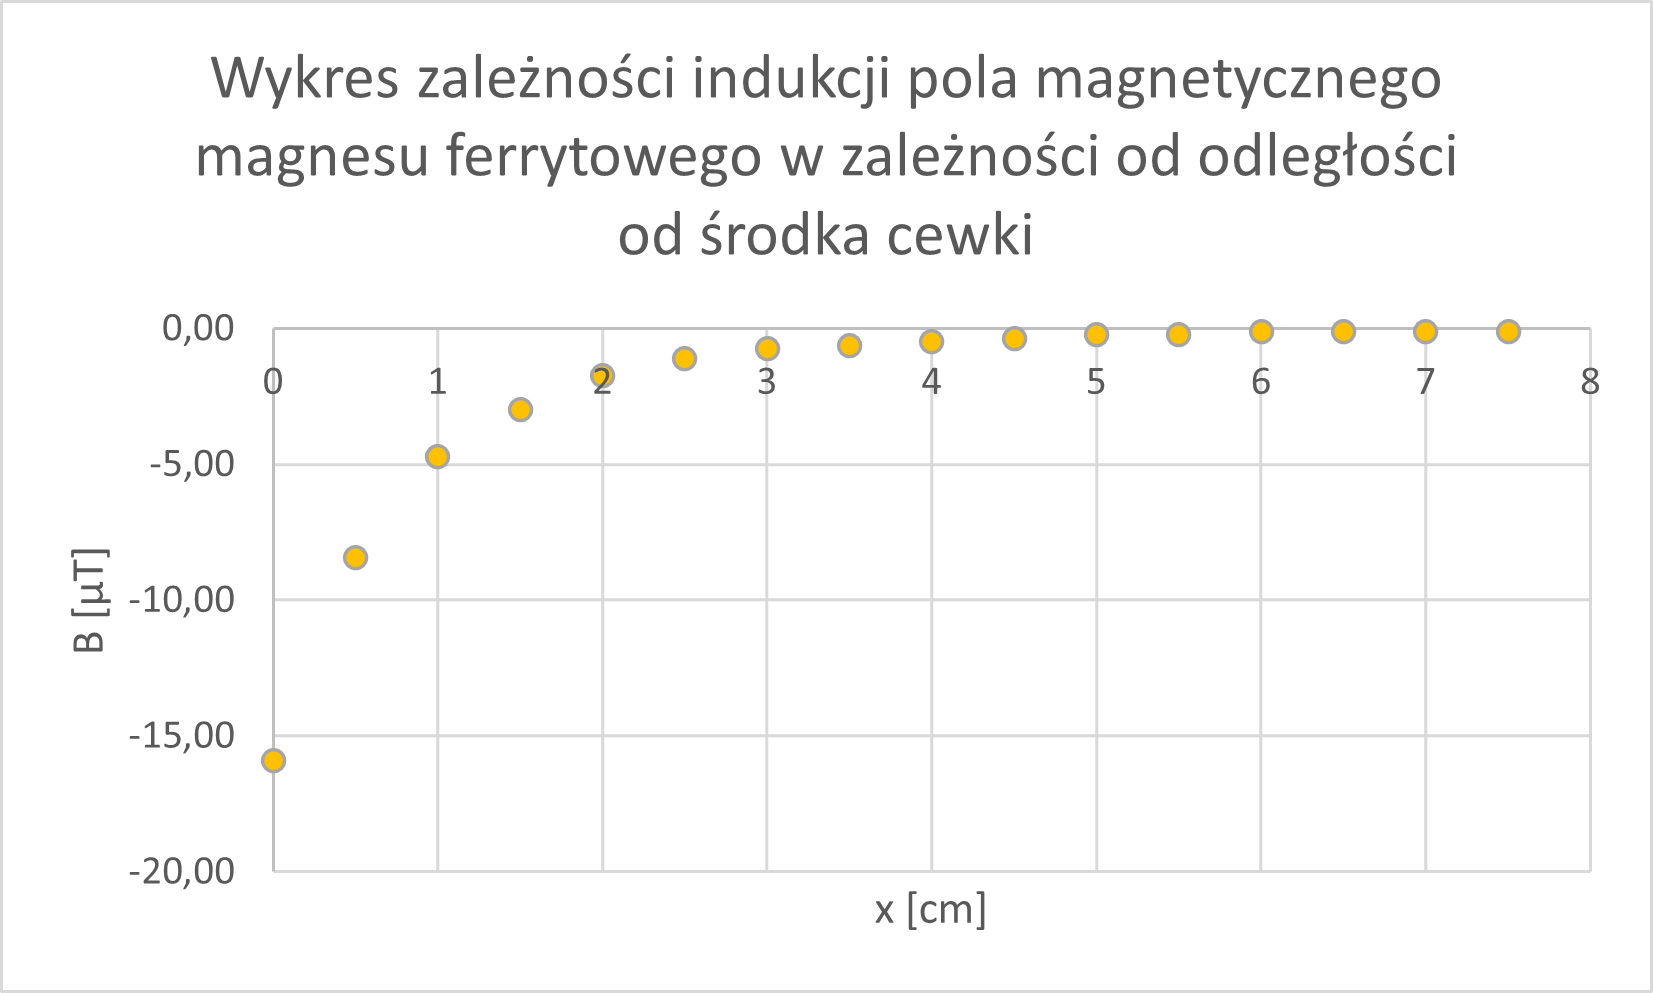 Wykres zależności indukcji pola magnetycznego
magnesu ferrytowego w zależności od odległości
od środka cewki
0,00
0 1 2 3 4 5 6 7 8
-5,00
-10,00
-15,00
-20,00
B [µT]
x [cm]